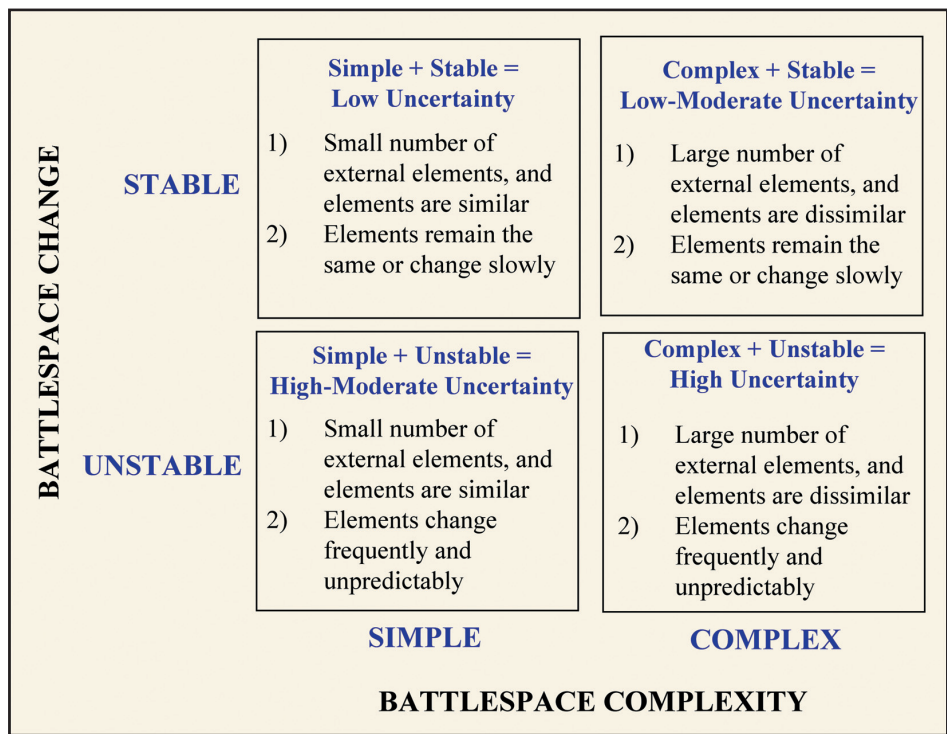 BATTLESPACE CHANGE
STABLE
Simple + Stable =
Low Uncertainty
1) Small number of
external elements, and
elements are similar
2) Elements remain the
same or change slowly
Complex + Stable =
Low-Moderate Uncertainty
1) Large number of
external elements, and
elements are dissimilar
2) Elements remain the
same or change slowly
UNSTABLE
Simple + Unstable =
High-Moderate Uncertainty
1) Small number of
external elements, and
elements are similar
2) Elements change
frequently and
unpredictably
Complex + Unstable =
High Uncertainty
1) Large number of
external elements, and
elements are dissimilar
2) Elements change
frequently and
unpredictably
SIMPLE
COMPLEX
BATTLESPACE COMPLEXITY